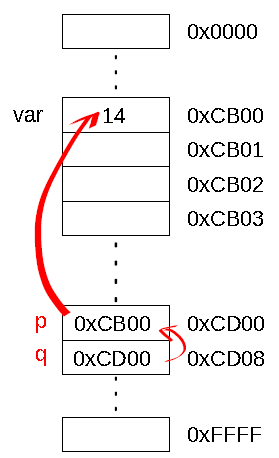 0x0000
var 14 0xCB00
0xCB01
0xCB02
0xCB03
p 0xCB00 0xCD00
q 0xCD00 0xCD08
0xFFFF